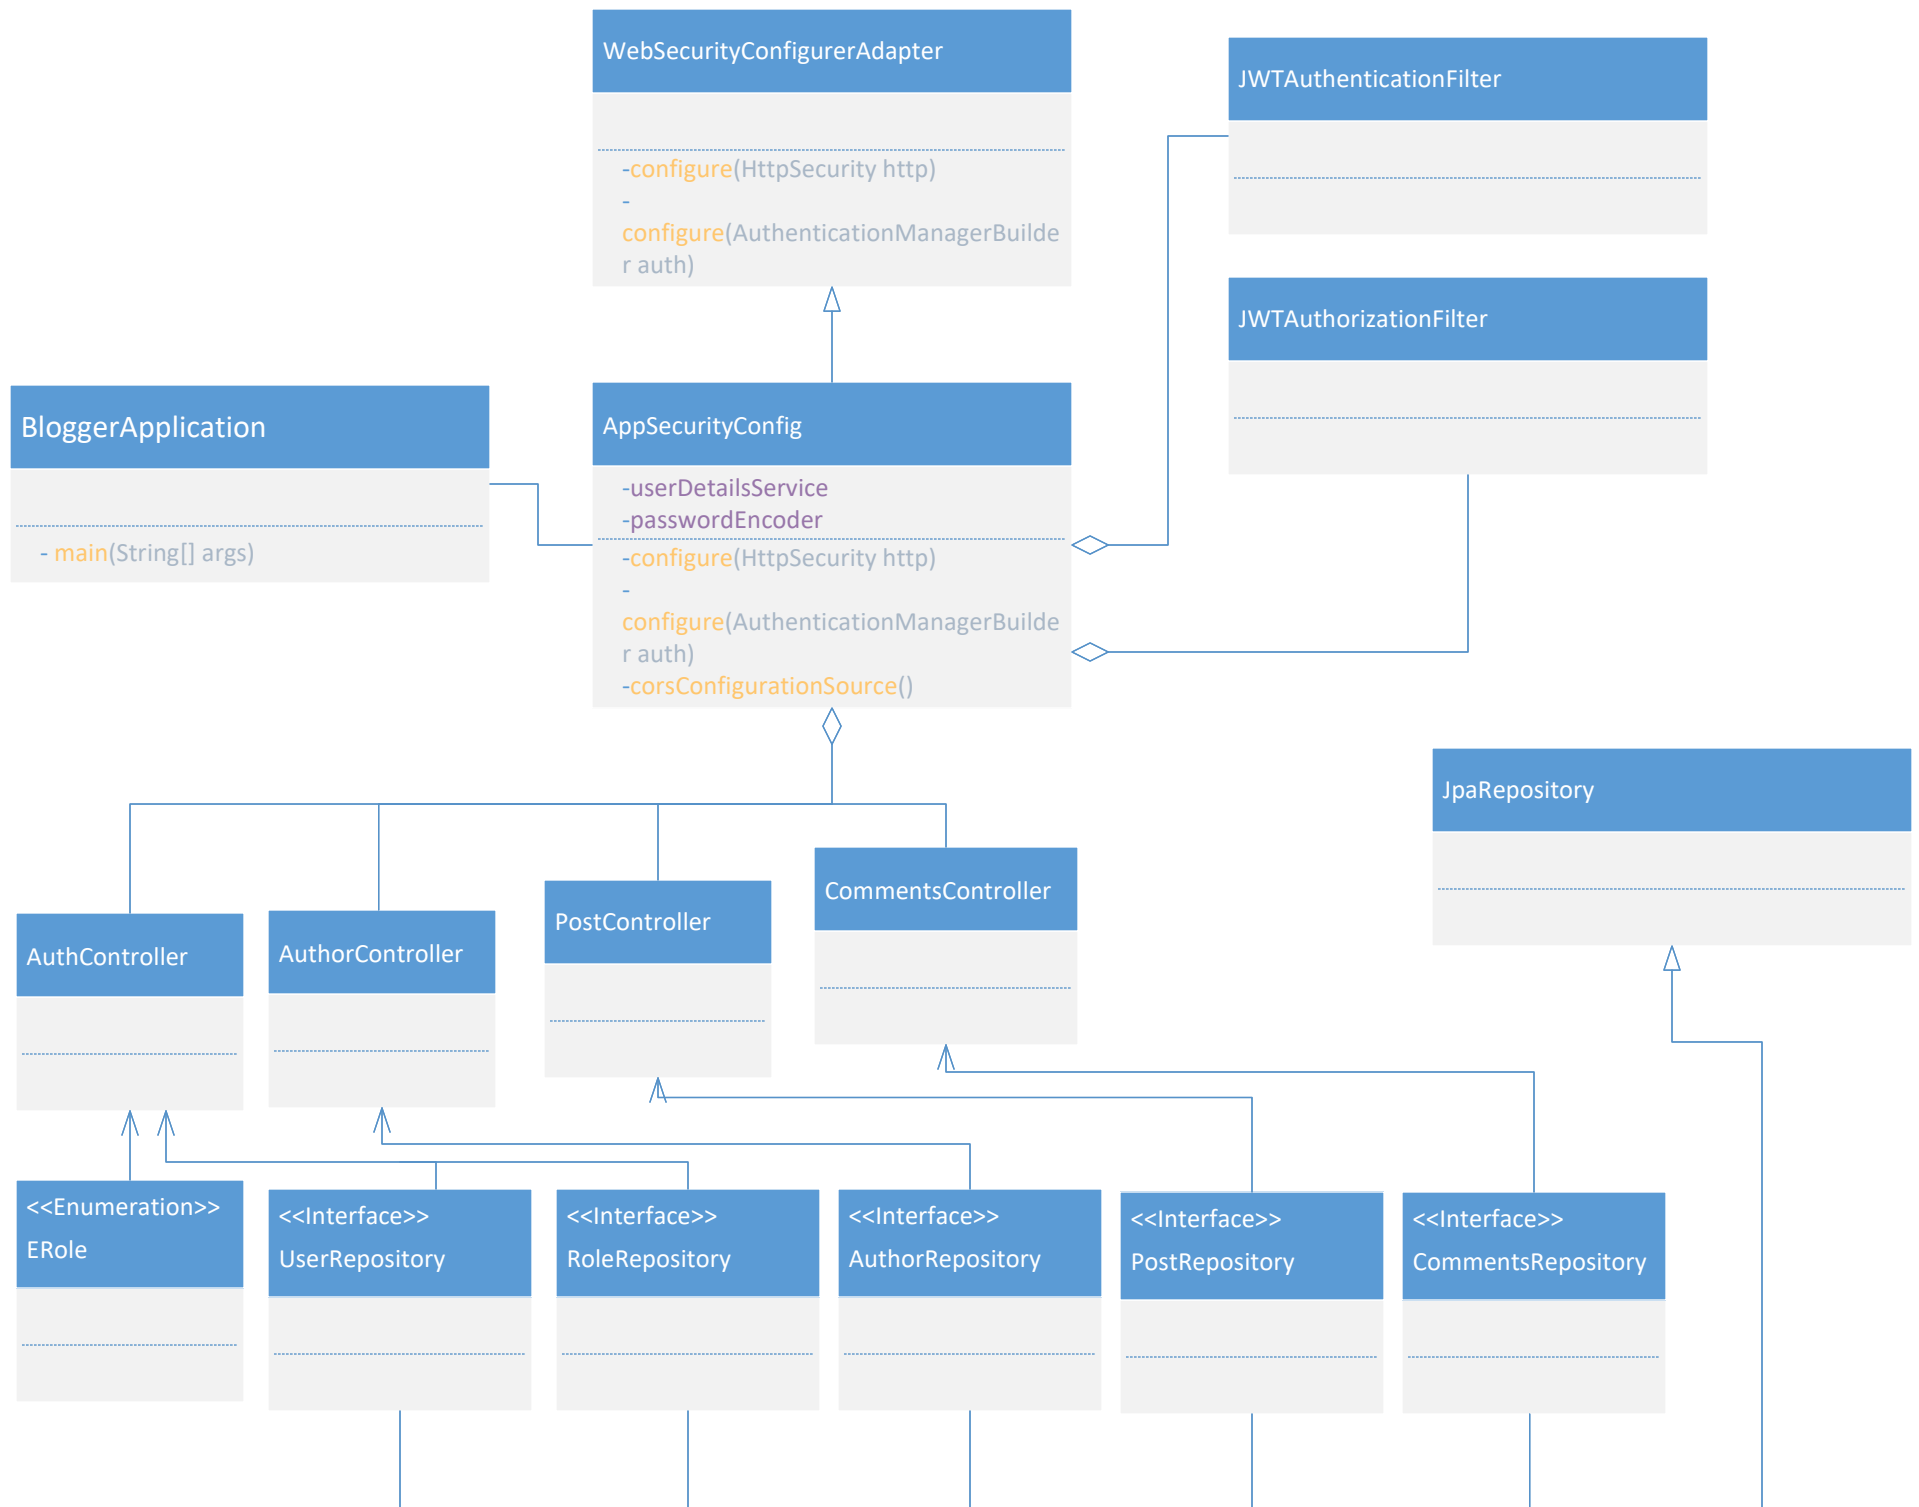 WebSecurityConfigurerAdapter
-configure(HttpSecurity http)
-
configure(AuthenticationManagerBuilde
r auth)
JWTAuthenticationFilter
JWTAuthorizationFilter
BloggerApplication
- main(String[] args)
AppSecurityConfig
-userDetailsService
-passwordEncoder
-configure(HttpSecurity http)
-
configure(AuthenticationManagerBuilde
r auth)
-corsConfigurationSource()
JpaRepository
AuthController
AuthorController
PostController
CommentsController
<<Enumeration>>
ERole
<<Interface>>
UserRepository
<<Interface>>
RoleRepository
<<Interface>>
AuthorRepository
<<Interface>>
PostRepository
<<Interface>>
CommentsRepository